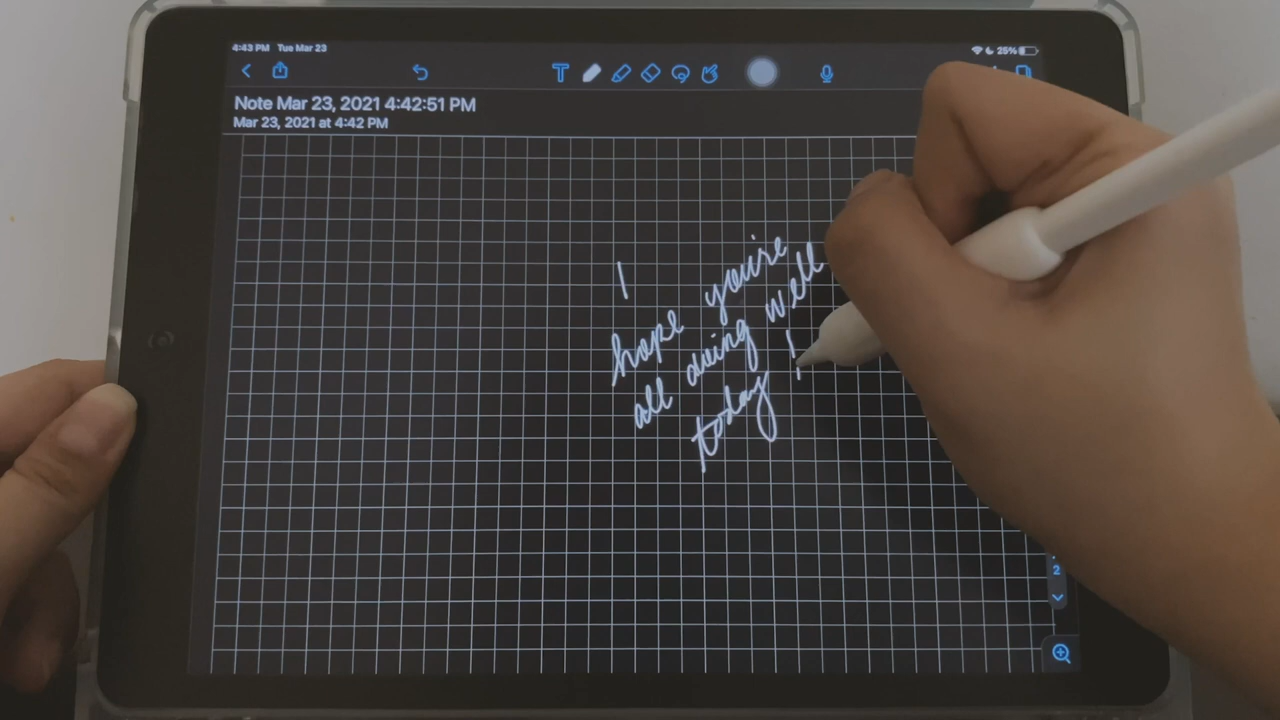 4:43 PM Tue Mar 23
25%
Note Mar 23, 2021 4:42:51 PM
Mar 23, 2021 at 4:42 PM
I
hope you're
all doing well
today!
2